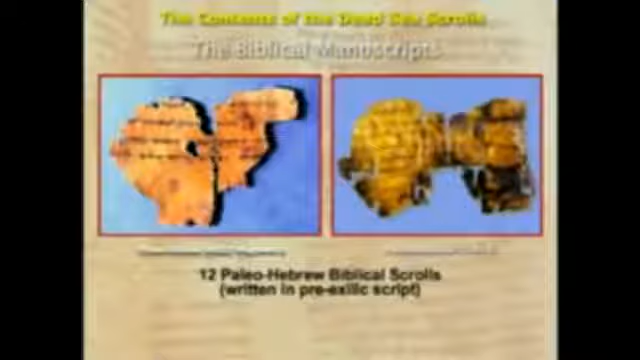 The Contents of the Dead Sea Scrolls
The Biblical Manuscripts
12 Paleo-Hebrew Biblical Scrolls
(written in pre-exilic script)